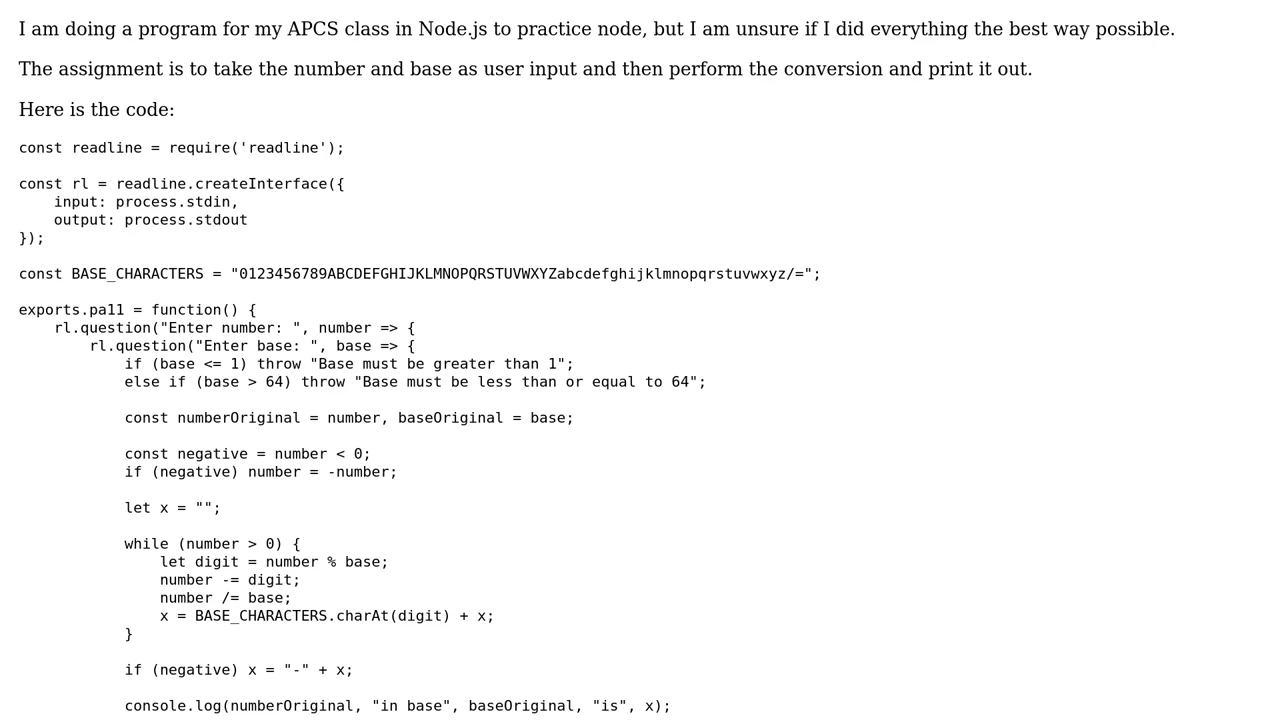 I am doing a program for my APCS class in Node.js to practice node, but I am unsure if I did everything the best way possible.
The assignment is to take the number and base as user input and then perform the conversion and print it out.
Here is the code:
const readline = require('readline');
const rl = readline.createInterface({
    input: process.stdin,
    output: process.stdout
});
const BASE_CHARACTERS = "0123456789ABCDEFGHIJKLMNOPQRSTUVWXYZabcdefghijklmnopqrstuvwxyz/=";
exports.pa11 = function() {
    rl.question("Enter number: ", number => {
        rl.question("Enter base: ", base => {
            if (base <= 1) throw "Base must be greater than 1";
            else if (base > 64) throw "Base must be less than or equal to 64";
            const numberOriginal = number, baseOriginal = base;
            const negative = number < 0;
            if (negative) number = -number;
            let x = "";
            while (number > 0) {
                let digit = number % base;
                number -= digit;
                number /= base;
                x = BASE_CHARACTERS.charAt(digit) + x;
            }
            if (negative) x = "-" + x;
            console.log(numberOriginal, "in base", baseOriginal, "is", x);